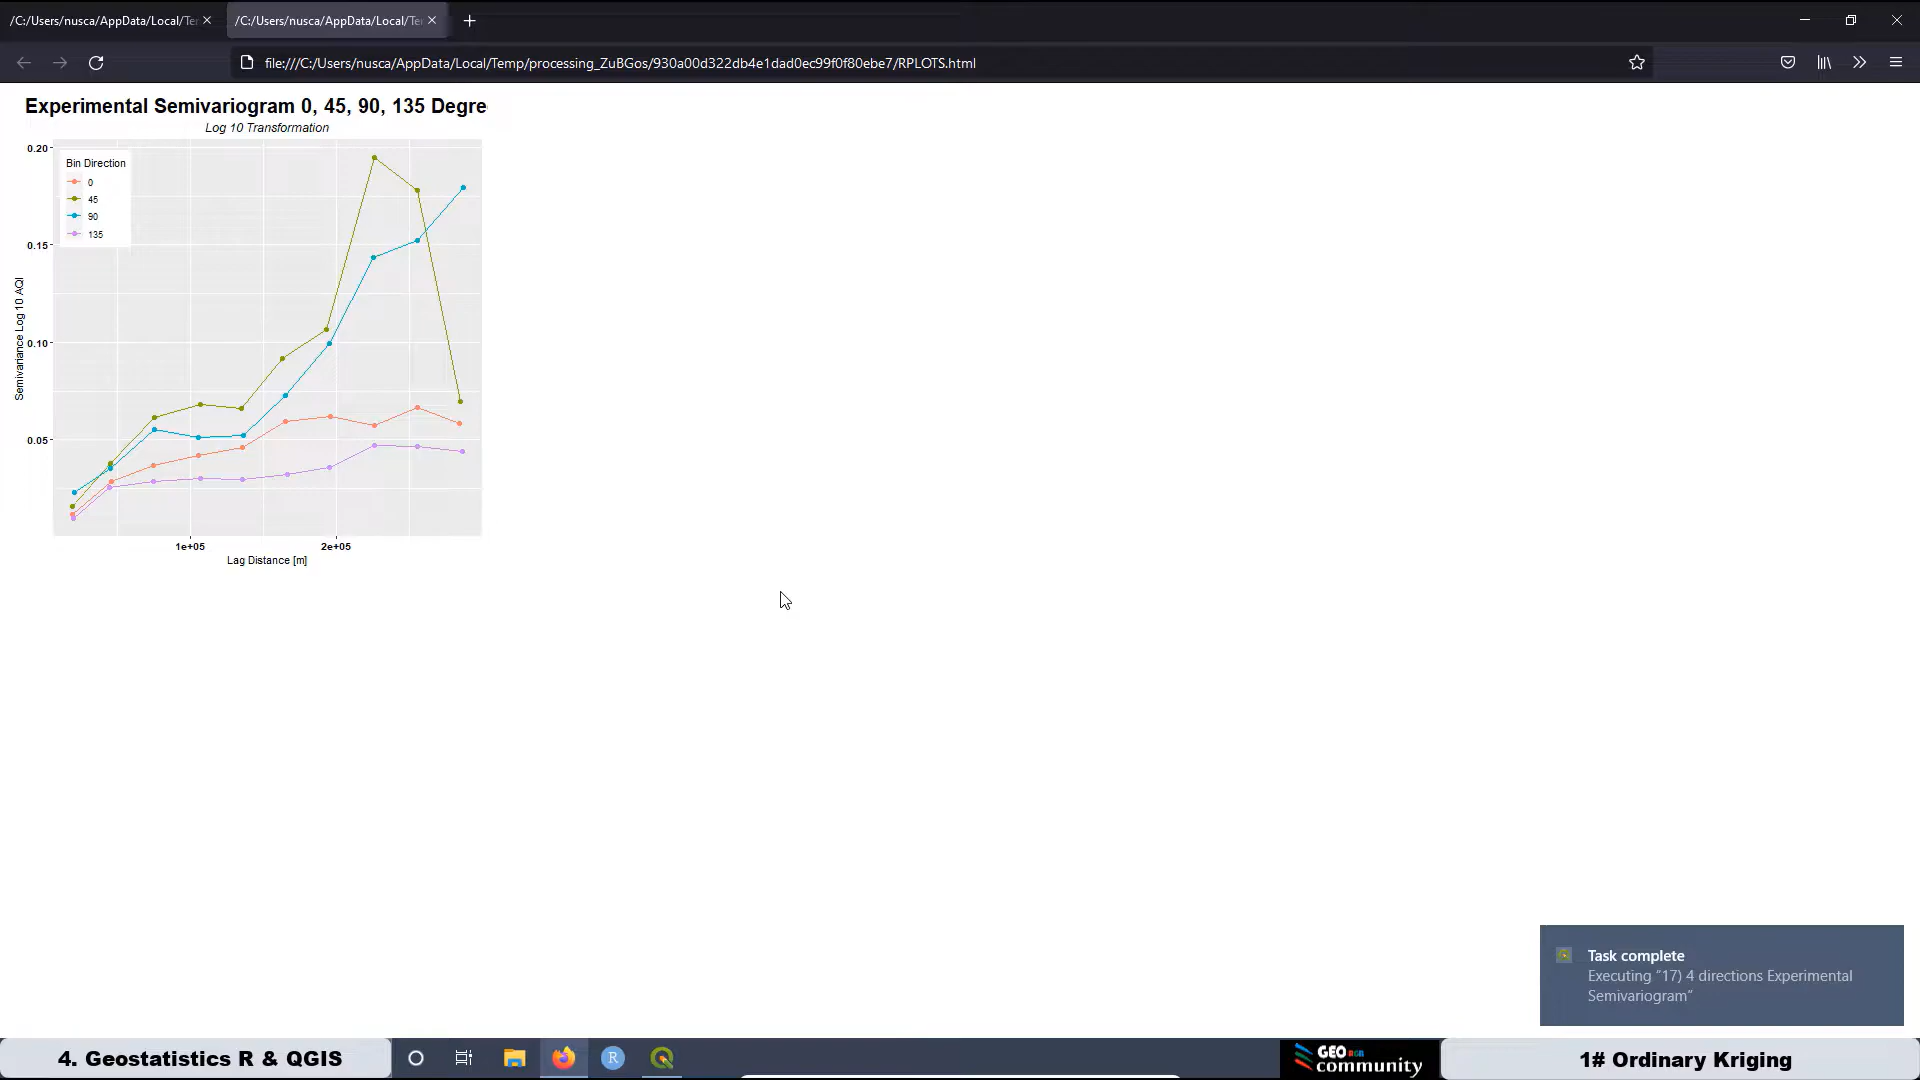 /C:/Users/nusca/AppData/Local/Te
/C:/Users/nusca/AppData/Local/Te
file:///C:/Users/nusca/AppData/Local/Temp/processing_ZuBGos/930a00d322db4e1dad0ec99f0f80ebe7/RPLOTS.html
Experimental Semivariogram 0, 45, 90, 135 Degre
Log 10 Transformation
0.20
Bin Direction
0
45
90
135
0.15
0.10
0.05
Semivariance Log 10 AQI
1e+05
2e+05
Lag Distance [m]
Task complete
Executing "17) 4 directions Experimental
Semivariogram"
4. Geostatistics R & QGIS
R
GEO RGB
community
1# Ordinary Kriging